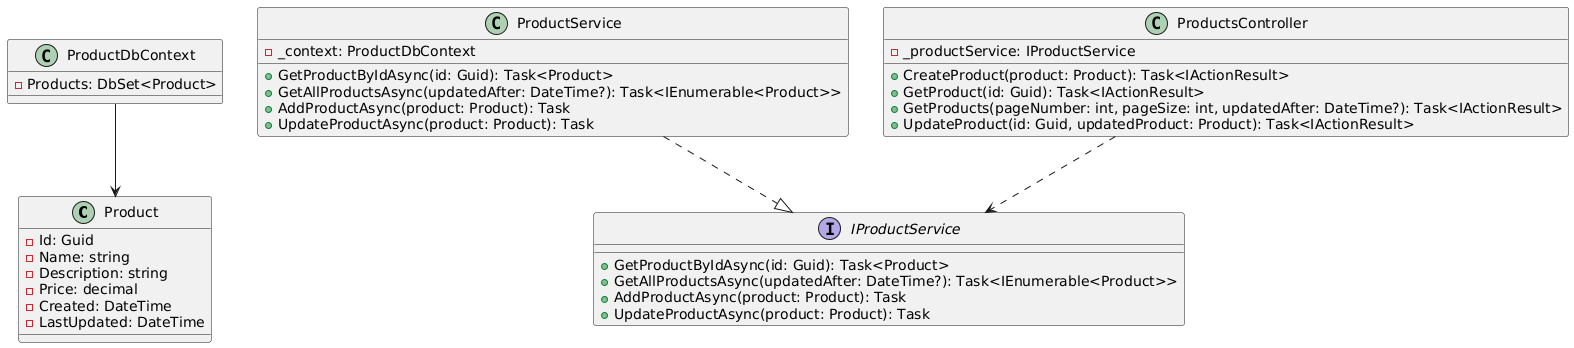 C ProductDbContext
Products: DbSet<Product>
C ProductService
_context: ProductDbContext
GetProductByIdAsync(id: Guid): Task<Product>
GetAllProductsAsync(updatedAfter: DateTime?): Task<IEnumerable<Product>>
AddProductAsync(product: Product): Task
UpdateProductAsync(product: Product): Task
C ProductsController
_productService: IProductService
CreateProduct(product: Product): Task<IActionResult>
GetProduct(id: Guid): Task<IActionResult>
GetProducts(pageNumber: int, pageSize: int, updatedAfter: DateTime?): Task<IActionResult>
UpdateProduct(id: Guid, updatedProduct: Product): Task<IActionResult>
C Product
Id: Guid
Name: string
Description: string
Price: decimal
Created: DateTime
LastUpdated: DateTime
I IProductService
GetProductByIdAsync(id: Guid): Task<Product>
GetAllProductsAsync(updatedAfter: DateTime?): Task<IEnumerable<Product>>
AddProductAsync(product: Product): Task
UpdateProductAsync(product: Product): Task